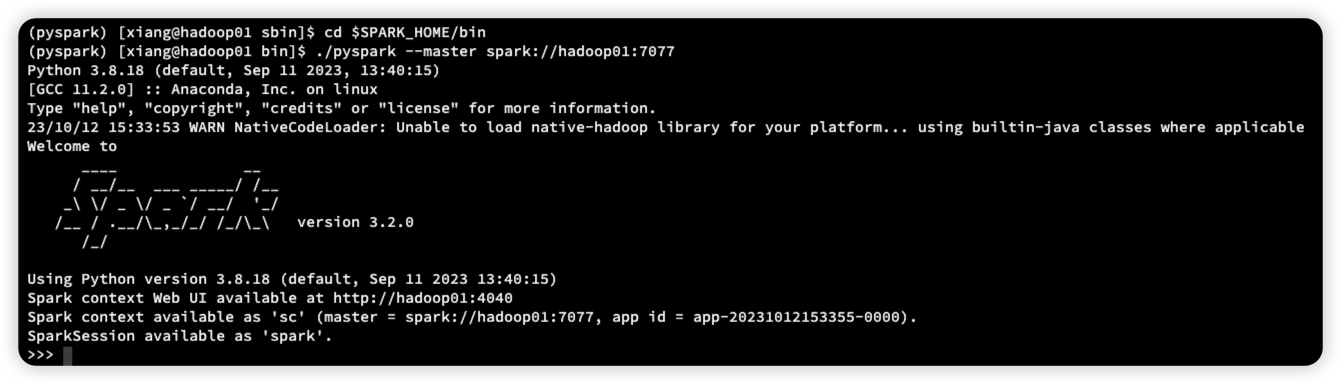 (pyspark) [xiang@hadoop01 sbin]$ cd $SPARK_HOME/bin
(pyspark) [xiang@hadoop01 bin]$ ./pyspark --master spark://hadoop01:7077
Python 3.8.18 (default, Sep 11 2023, 13:40:15)
[GCC 11.2.0] :: Anaconda, Inc. on linux
Type "help", "copyright", "credits" or "license" for more information.
23/10/12 15:33:53 WARN NativeCodeLoader: Unable to load native-hadoop library for your platform... using builtin-java classes where applicable
Welcome to
      ____              __
     / __/__  ___ _____/ /__
    _\ \/ _ \/ _ `/ __/  '_/
   /__ / .__/\_,_/_/ /_/\_\   version 3.2.0
      /_/
Using Python version 3.8.18 (default, Sep 11 2023 13:40:15)
Spark context Web UI available at http://hadoop01:4040
Spark context available as 'sc' (master = spark://hadoop01:7077, app id = app-20231012153355-0000).
SparkSession available as 'spark'.
>>>